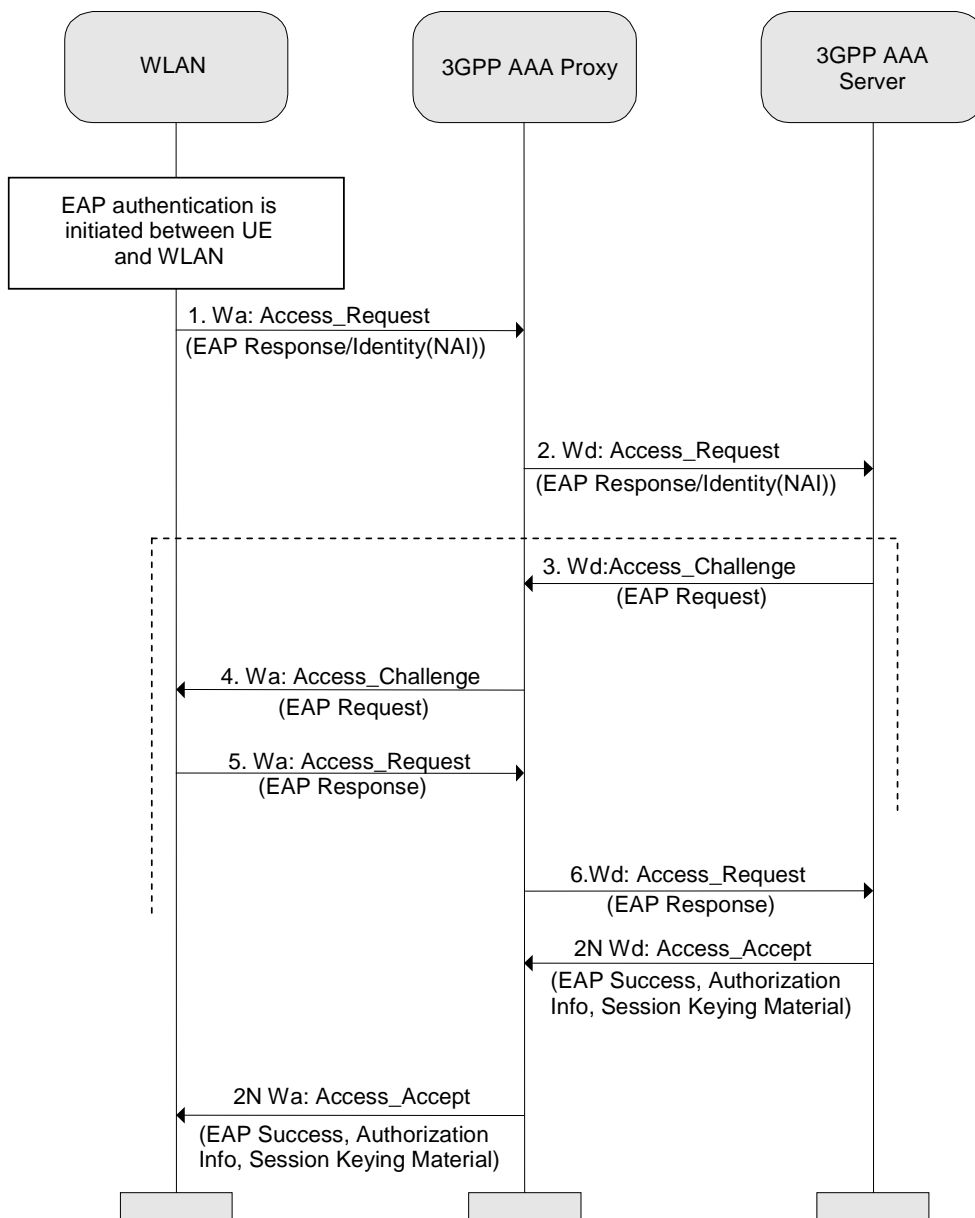 WLAN
3GPP AAA Proxy
3GPP AAA
Server
EAP authentication is
initiated between UE
and WLAN
1. Wa: Access_Request
(EAP Response/Identity(NAI))
2. Wd: Access_Request
(EAP Response/Identity(NAI))
3. Wd:Access_Challenge
(EAP Request)
4. Wa: Access_Challenge
(EAP Request)
5. Wa: Access_Request
(EAP Response)
6.Wd: Access_Request
(EAP Response)
2N Wd: Access_Accept
(EAP Success, Authorization
Info, Session Keying Material)
2N Wa: Access_Accept
(EAP Success, Authorization
Info, Session Keying Material)